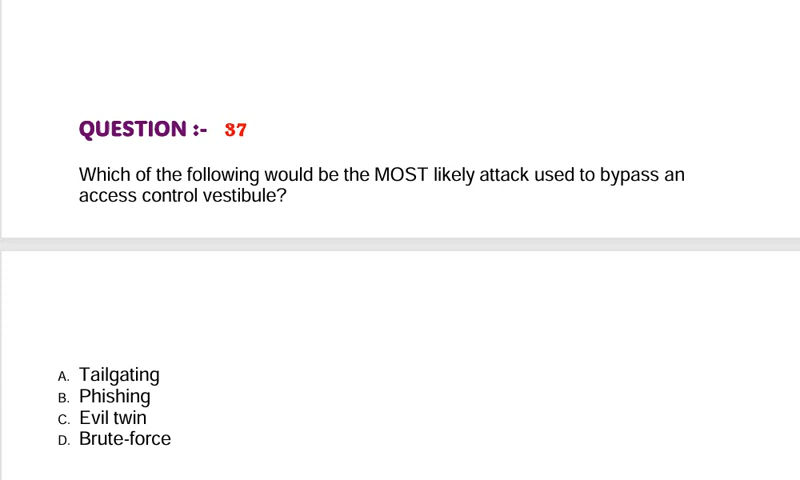 QUESTION :- 37
Which of the following would be the MOST likely attack used to bypass an
access control vestibule?
A. Tailgating
B. Phishing
C. Evil twin
D. Brute-force